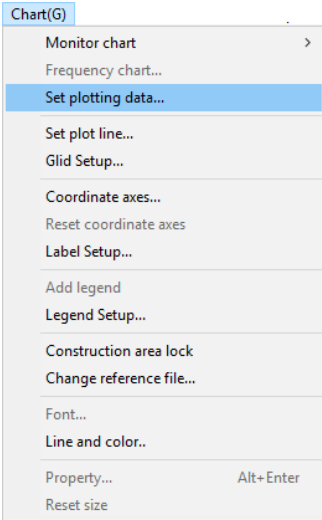 Chart(G)
Monitor chart >
Frequency chart...
Set plotting data...
Set plot line...
Glid Setup...
Coordinate axes...
Reset coordinate axes
Label Setup...
Add legend
Legend Setup...
Construction area lock
Change reference file...
Font...
Line and color..
Property... Alt+Enter
Reset size